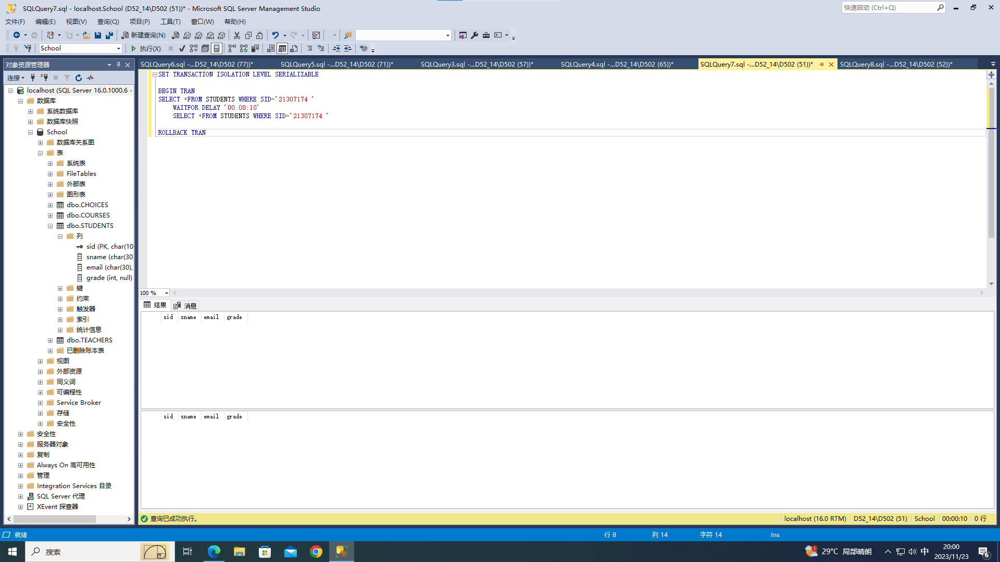 SQLQuery7.sql - localhost.School (D52_14\D502 (51))* - Microsoft SQL Server Management Studio
快速启动 (Ctrl+Q)
文件(F) 编辑(E) 视图(V) 查询(Q) 项目(P) 工具(T) 窗口(W) 帮助(H)
新建查询(N) MDX DMX XMLA DAX
School 执行(X)
对象资源管理器
SQLQuery6.sql -...D52_14\D502 (77))* SQLQuery5.sql -...D52_14\D502 (71))* SQLQuery3.sql -...D52_14\D502 (57))* SQLQuery4.sql -...D52_14\D502 (65))* SQLQuery7.sql -...D52_14\D502 (51))* SQLQuery8.sql -...D52_14\D502 (52))*
连接
localhost (SQL Server 16.0.1000.6 -
数据库
系统数据库
数据库快照
School
数据库关系图
表
系统表
FileTables
外部表
图形表
dbo.CHOICES
dbo.COURSES
dbo.STUDENTS
列
sid (PK, char(10
sname (char(30)
email (char(30),
grade (int, null)
键
约束
触发器
索引
统计信息
dbo.TEACHERS
已删除账本表
视图
外部资源
同义词
可编程性
Service Broker
存储
安全性
安全性
服务器对象
复制
Always On 高可用性
管理
Integration Services 目录
SQL Server 代理
XEvent 探查器
SET TRANSACTION ISOLATION LEVEL SERIALIZABLE
BEGIN TRAN
SELECT *FROM STUDENTS WHERE SID='21307174 '
WAITFOR DELAY '00:00:10'
SELECT *FROM STUDENTS WHERE SID='21307174 '
ROLLBACK TRAN
100 %
结果 消息
sid sname email grade
sid sname email grade
查询已成功执行。 localhost (16.0 RTM) D52_14\D502 (51) School 00:00:10 0 行
就绪 行 8 列 14 字符 14 Ins
搜索 1 29°C 局部晴朗 中 20:00 6
2023/11/23